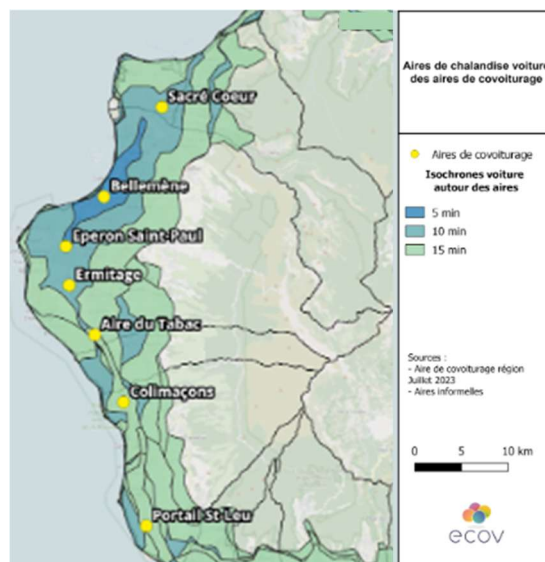 Sacré Coeur
Bellemène
Eperon Saint-Paul
Ermitage
Aire du Tabac
Colimaçons
Portail St Leu
Aires de chalandise voiture
des aires de covoiturage
Aires de covoiturage
Isochrones voiture
autour des aires
5 min
10 min
15 min
Sources :
- Aire de covoiturage région
Juillet 2023
- Aires informelles
0 5 10 km
ecov